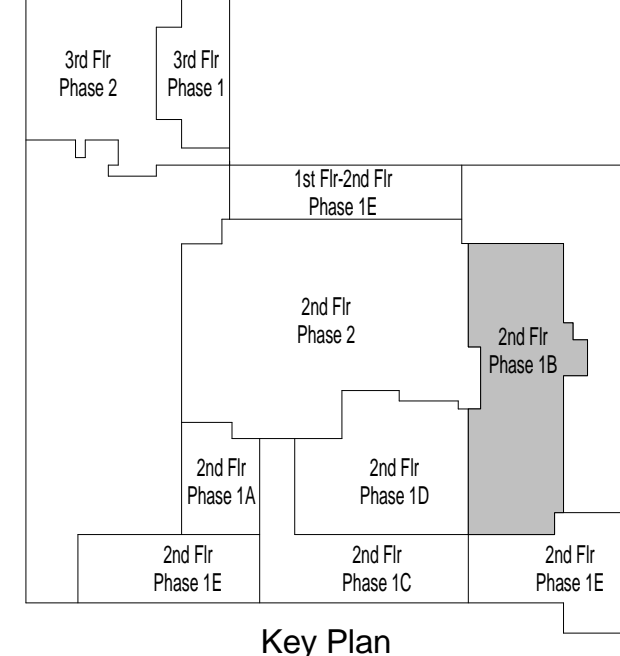 3rd Flr
Phase 2
3rd Flr
Phase 1
1st Flr-2nd Flr
Phase 1E
2nd Flr
Phase 2
2nd Flr
Phase 1B
2nd Flr
Phase 1A
2nd Flr
Phase 1D
2nd Flr
Phase 1E
2nd Flr
Phase 1C
2nd Flr
Phase 1E
Key Plan